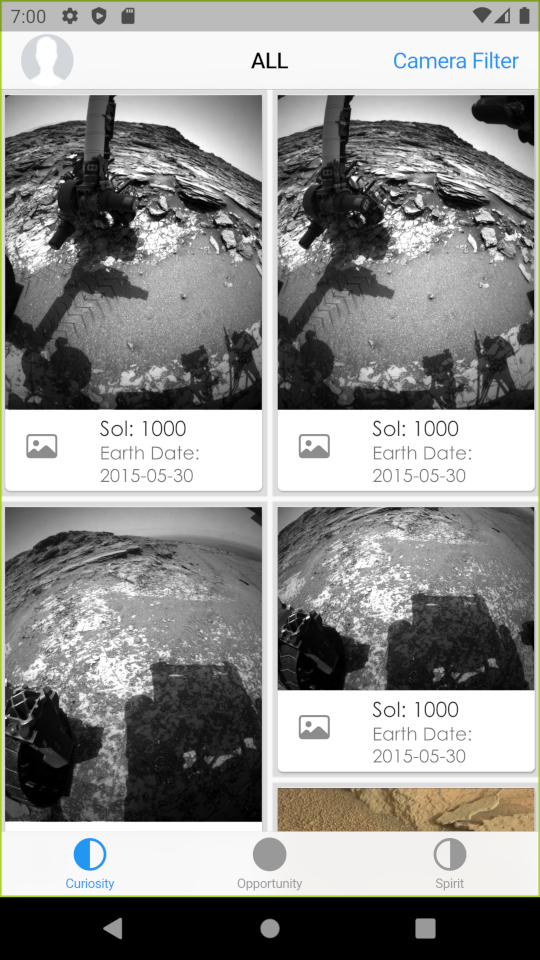 7:00
ALL
Camera Filter
Sol: 1000
Earth Date:
2015-05-30
Sol: 1000
Earth Date:
2015-05-30
Sol: 1000
Earth Date:
2015-05-30
Curiosity
Opportunity
Spirit